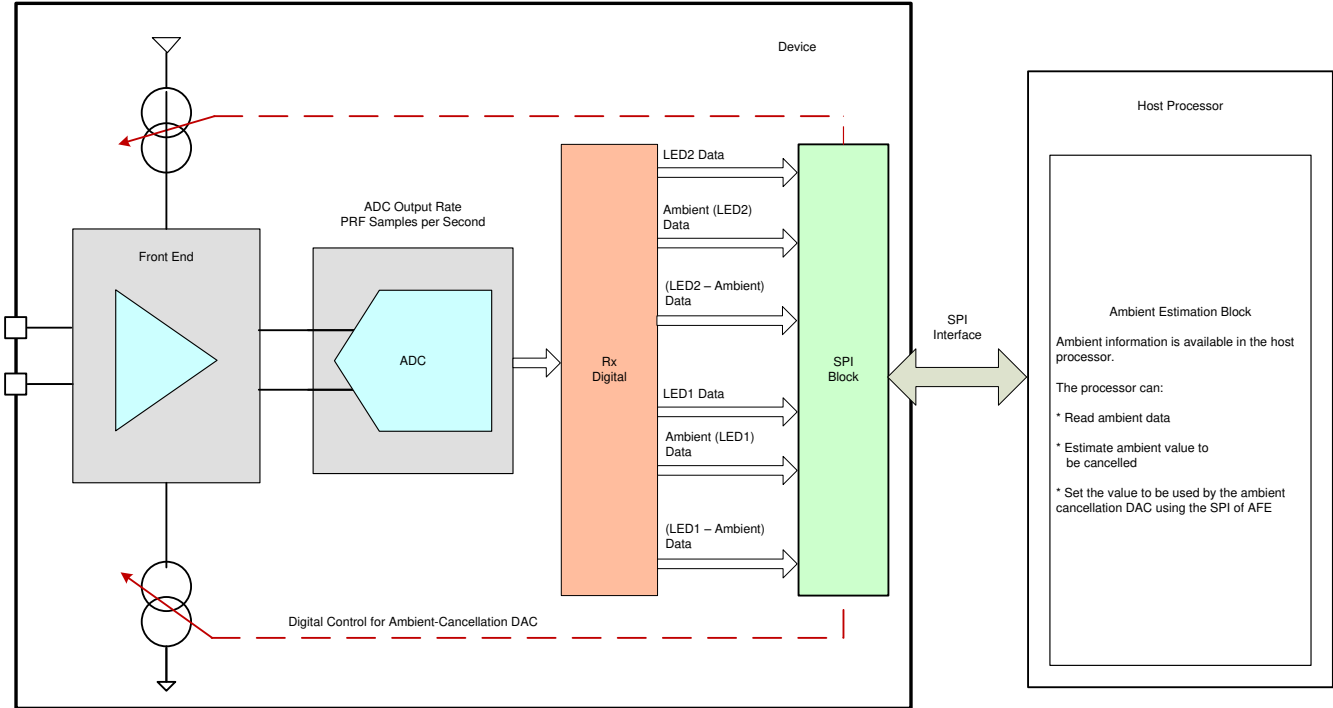 Device
Host Processor
LED2 Data
ADC Output Rate
PRF Samples per Second
Ambient (LED2)
Data
Front End
(LED2 – Ambient)
Data
SPI
Interface
Ambient Estimation Block
Ambient information is available in the host
processor.
ADC
Rx
Digital
SPI
Block
The processor can:
LED1 Data
* Read ambient data
Ambient (LED1)
Data
* Estimate ambient value to
be cancelled
* Set the value to be used by the ambient
cancellation DAC using the SPI of AFE
(LED1 – Ambient)
Data
Digital Control for Ambient-Cancellation DAC